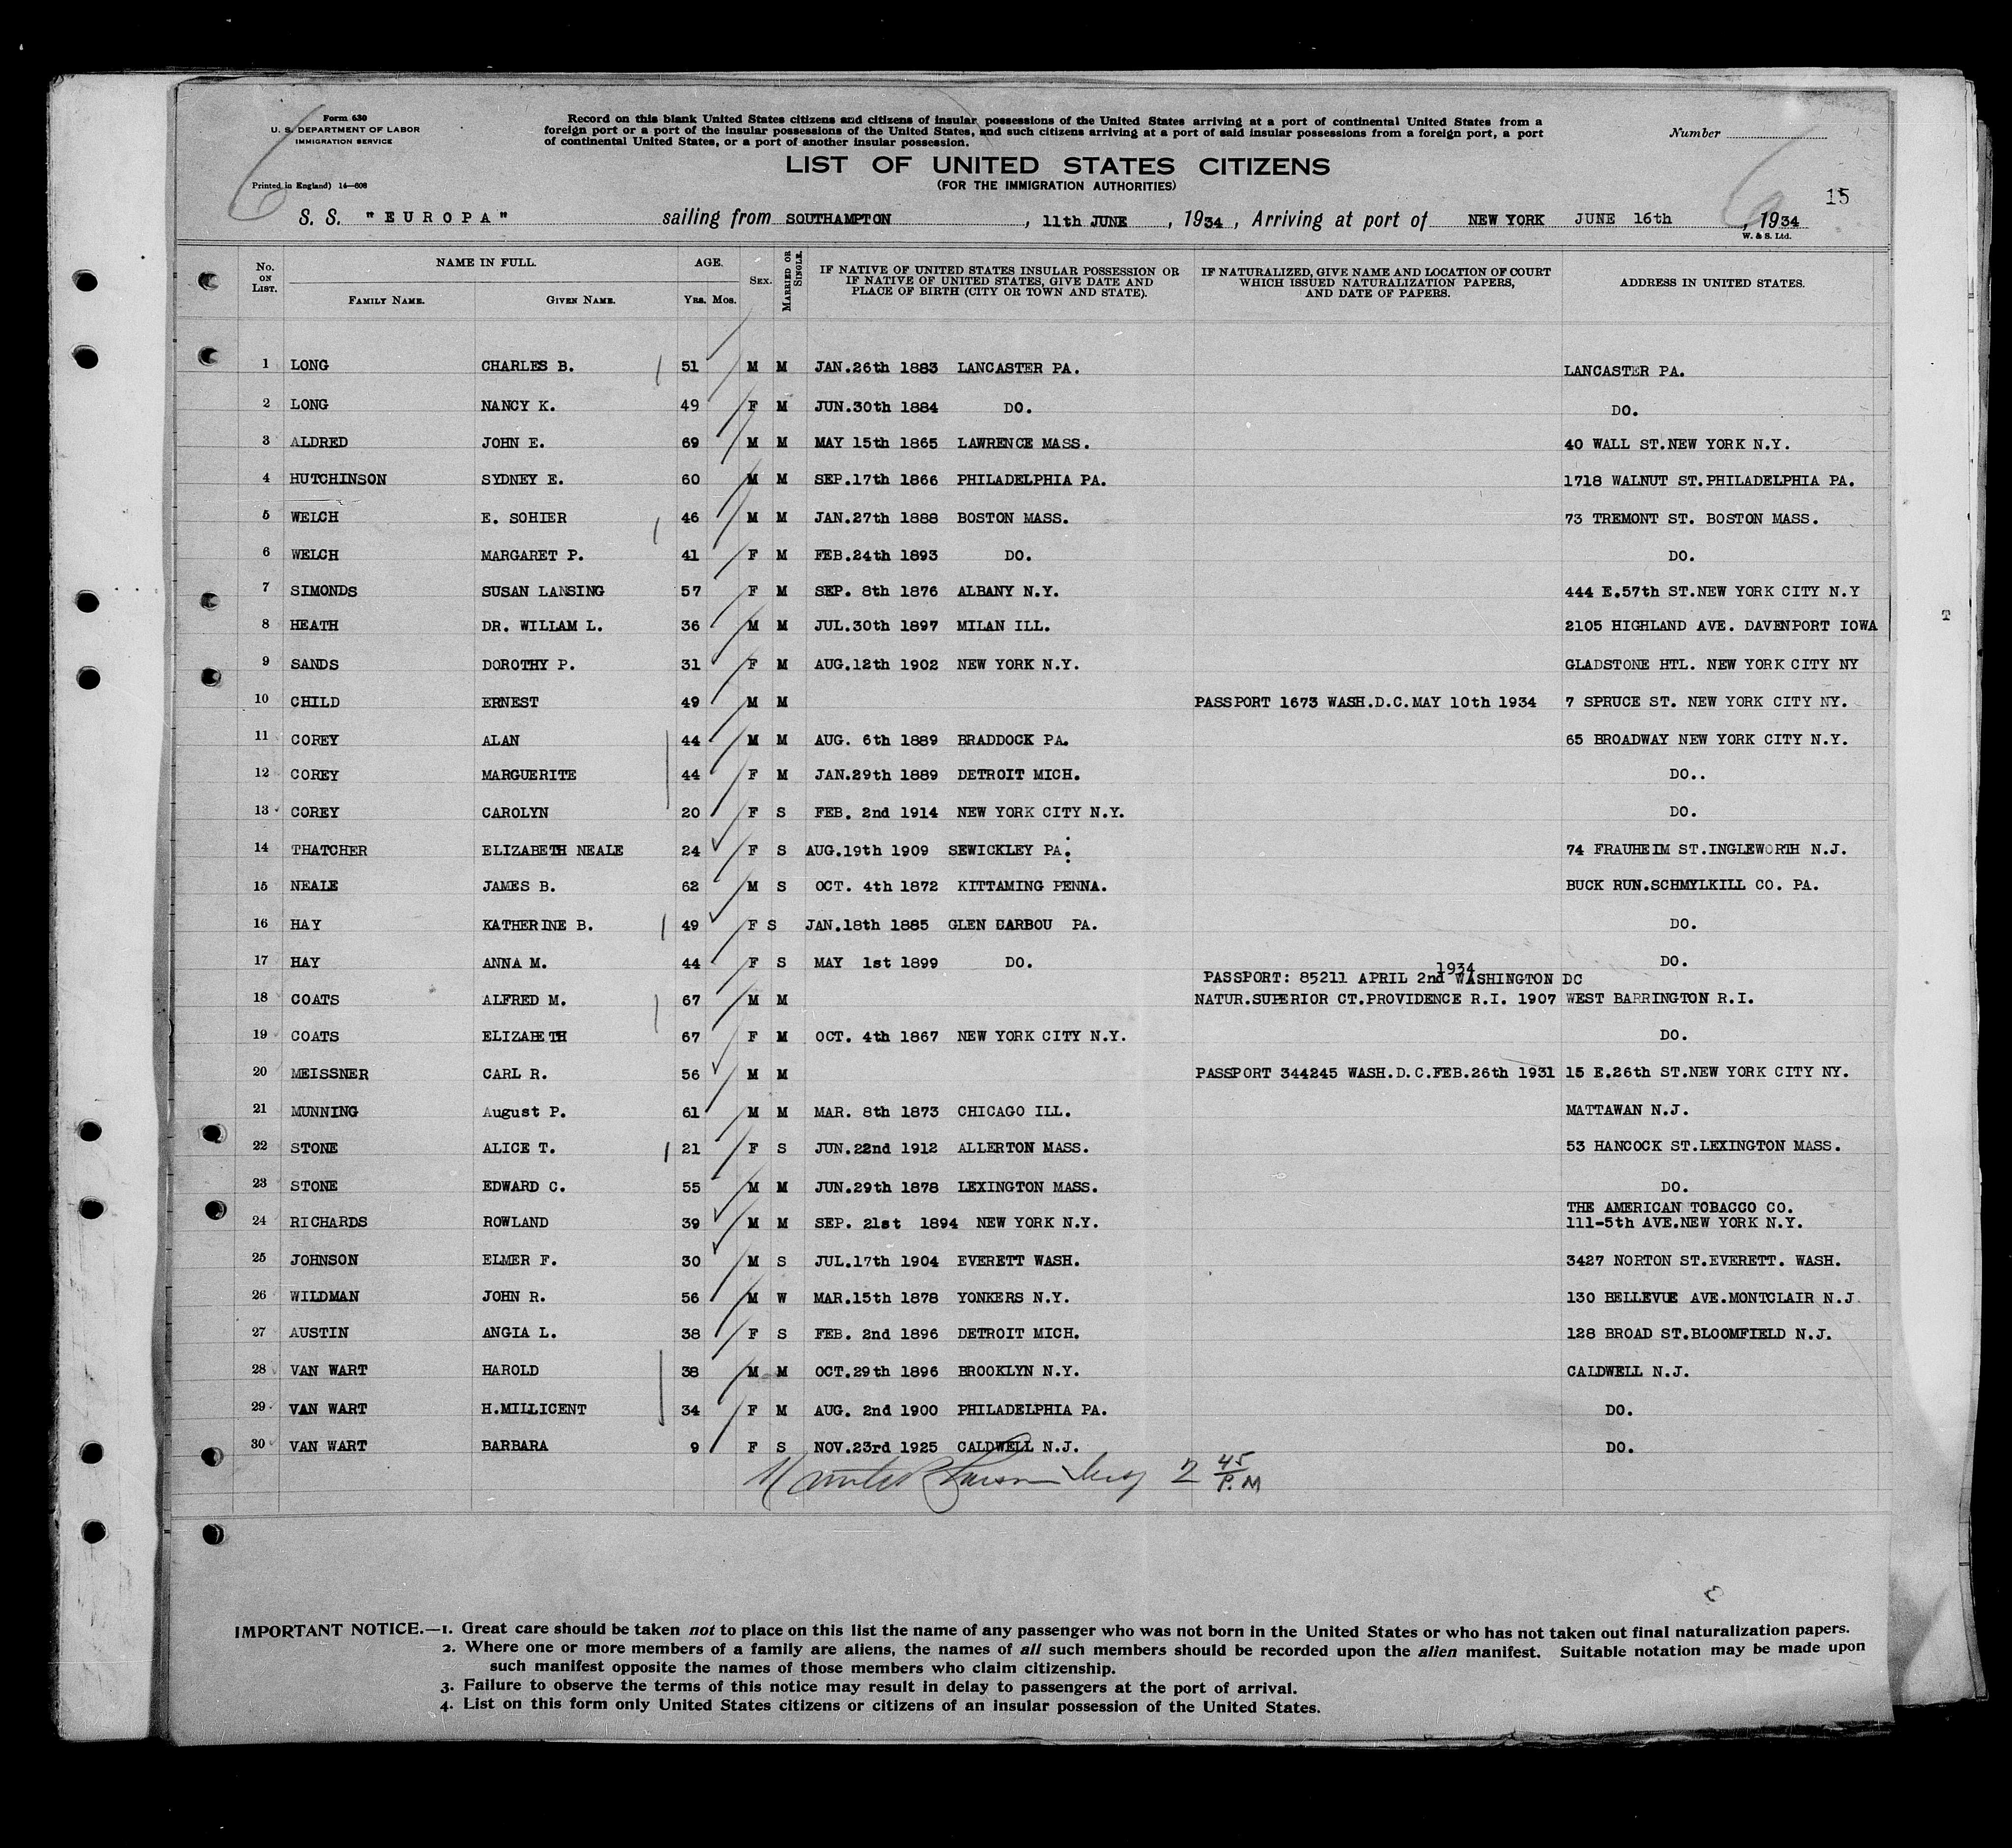 Form 630
U. S. DEPARTMENT OF LABOR
IMMIGRATION SERVICE
Printed in England) 14—608
Record on this blank United States citizens and citizens of insular possessions of the United States arriving at a port of continental United States from a
foreign port or a port of the insular possessions of the United States, and such citizens arriving at a port of said insular possessions from a foreign port, a port
of continental United States, or a port of another insular possession.
Number
LIST OF UNITED STATES CITIZENS
(FOR THE IMMIGRATION AUTHORITIES)
6 6 15
S. S. "EUROPA" sailing from SOUTHAMPTON, 11th JUNE, 1934, Arriving at port of NEW YORK JUNE 16th, 1934
W. & S. Ltd.
No. ON LIST. NAME IN FULL. AGE. SEX. MARRIED OR SINGLE. IF NATIVE OF UNITED STATES INSULAR POSSESSION OR IF NATIVE OF UNITED STATES, GIVE DATE AND PLACE OF BIRTH (CITY OR TOWN AND STATE). IF NATURALIZED, GIVE NAME AND LOCATION OF COURT WHICH ISSUED NATURALIZATION PAPERS, AND DATE OF PAPERS. ADDRESS IN UNITED STATES.
FAMILY NAME. GIVEN NAME. Yrs. Mos.
1 LONG CHARLES B. 51 M M JAN.26th 1883 LANCASTER PA. LANCASTER PA.
2 LONG NANCY K. 49 F M JUN.30th 1884 DO. DO.
3 ALDRED JOHN E. 69 M M MAY 15th 1865 LAWRENCE MASS. 40 WALL ST.NEW YORK N.Y.
4 HUTCHINSON SYDNEY E. 60 M M SEP.17th 1866 PHILADELPHIA PA. 1718 WALNUT ST.PHILADELPHIA PA.
5 WELCH E. SOHIER 46 M M JAN.27th 1888 BOSTON MASS. 73 TREMONT ST. BOSTON MASS.
6 WELCH MARGARET P. 41 F M FEB.24th 1893 DO. DO.
7 SIMONDS SUSAN LANSING 57 F M SEP. 8th 1876 ALBANY N.Y. 444 E.57th ST.NEW YORK CITY N.Y
8 HEATH DR. WILLAM L. 36 M M JUL.30th 1897 MILAN ILL. 2105 HIGHLAND AVE. DAVENPORT IOWA
9 SANDS DOROTHY P. 31 F M AUG.12th 1902 NEW YORK N.Y. GLADSTONE HTL. NEW YORK CITY NY
10 CHILD ERNEST 49 M M PASSPORT 1673 WASH.D.C.MAY 10th 1934 7 SPRUCE ST. NEW YORK CITY NY.
11 COREY ALAN 44 M M AUG. 6th 1889 BRADDOCK PA. 65 BROADWAY NEW YORK CITY N.Y.
12 COREY MARGUERITE 44 F M JAN.29th 1889 DETROIT MICH. DO..
13 COREY CAROLYN 20 F S FEB. 2nd 1914 NEW YORK CITY N.Y. DO.
14 THATCHER ELIZABETH NEALE 24 F S AUG.19th 1909 SEWICKLEY PA. 74 FRAUHEIM ST.INGLEWORTH N.J.
15 NEALE JAMES B. 62 M S OCT. 4th 1872 KITTAMING PENNA. BUCK RUN.SCHMYLKILL CO. PA.
16 HAY KATHERINE B. 49 F S JAN.18th 1885 GLEN CARBOU PA. DO.
17 HAY ANNA M. 44 F S MAY 1st 1899 DO. DO.
1934
PASSPORT: 85211 APRIL 2nd WASHINGTON DC
18 COATS ALFRED M. 67 M M NATUR.SUPERIOR CT.PROVIDENCE R.I. 1907 WEST BARRINGTON R.I.
19 COATS ELIZABETH 67 F M OCT. 4th 1867 NEW YORK CITY N.Y. DO.
20 MEISSNER CARL R. 56 M M PASSPORT 344245 WASH.D.C.FEB.26th 1931 15 E.26th ST.NEW YORK CITY NY.
21 MUNNING August P. 61 M M MAR. 8th 1873 CHICAGO ILL. MATTAWAN N.J.
22 STONE ALICE T. 21 F S JUN.22nd 1912 ALLERTON MASS. 53 HANCOCK ST.LEXINGTON MASS.
23 STONE EDWARD C. 55 M M JUN.29th 1878 LEXINGTON MASS. DO.
THE AMERICAN TOBACCO CO.
24 RICHARDS ROWLAND 39 M M SEP. 21st 1894 NEW YORK N.Y. 111-5th AVE.NEW YORK N.Y.
25 JOHNSON ELMER F. 30 M S JUL.17th 1904 EVERETT WASH. 3427 NORTON ST.EVERETT. WASH.
26 WILDMAN JOHN R. 56 M W MAR.15th 1878 YONKERS N.Y. 130 BELLEVUE AVE.MONTCLAIR N.J.
27 AUSTIN ANGIA L. 38 F S FEB. 2nd 1896 DETROIT MICH. 128 BROAD ST.BLOOMFIELD N.J.
28 VAN WART HAROLD 38 M M OCT.29th 1896 BROOKLYN N.Y. CALDWELL N.J.
29 VAN WART H.MILLICENT 34 F M AUG. 2nd 1900 PHILADELPHIA PA. DO.
30 VAN WART BARBARA 9 F S NOV.23rd 1925 CALDWELL N.J. DO.
2 45 P.M
IMPORTANT NOTICE.—1. Great care should be taken not to place on this list the name of any passenger who was not born in the United States or who has not taken out final naturalization papers.
2. Where one or more members of a family are aliens, the names of all such members should be recorded upon the alien manifest. Suitable notation may be made upon
such manifest opposite the names of those members who claim citizenship.
3. Failure to observe the terms of this notice may result in delay to passengers at the port of arrival.
4. List on this form only United States citizens or citizens of an insular possession of the United States.